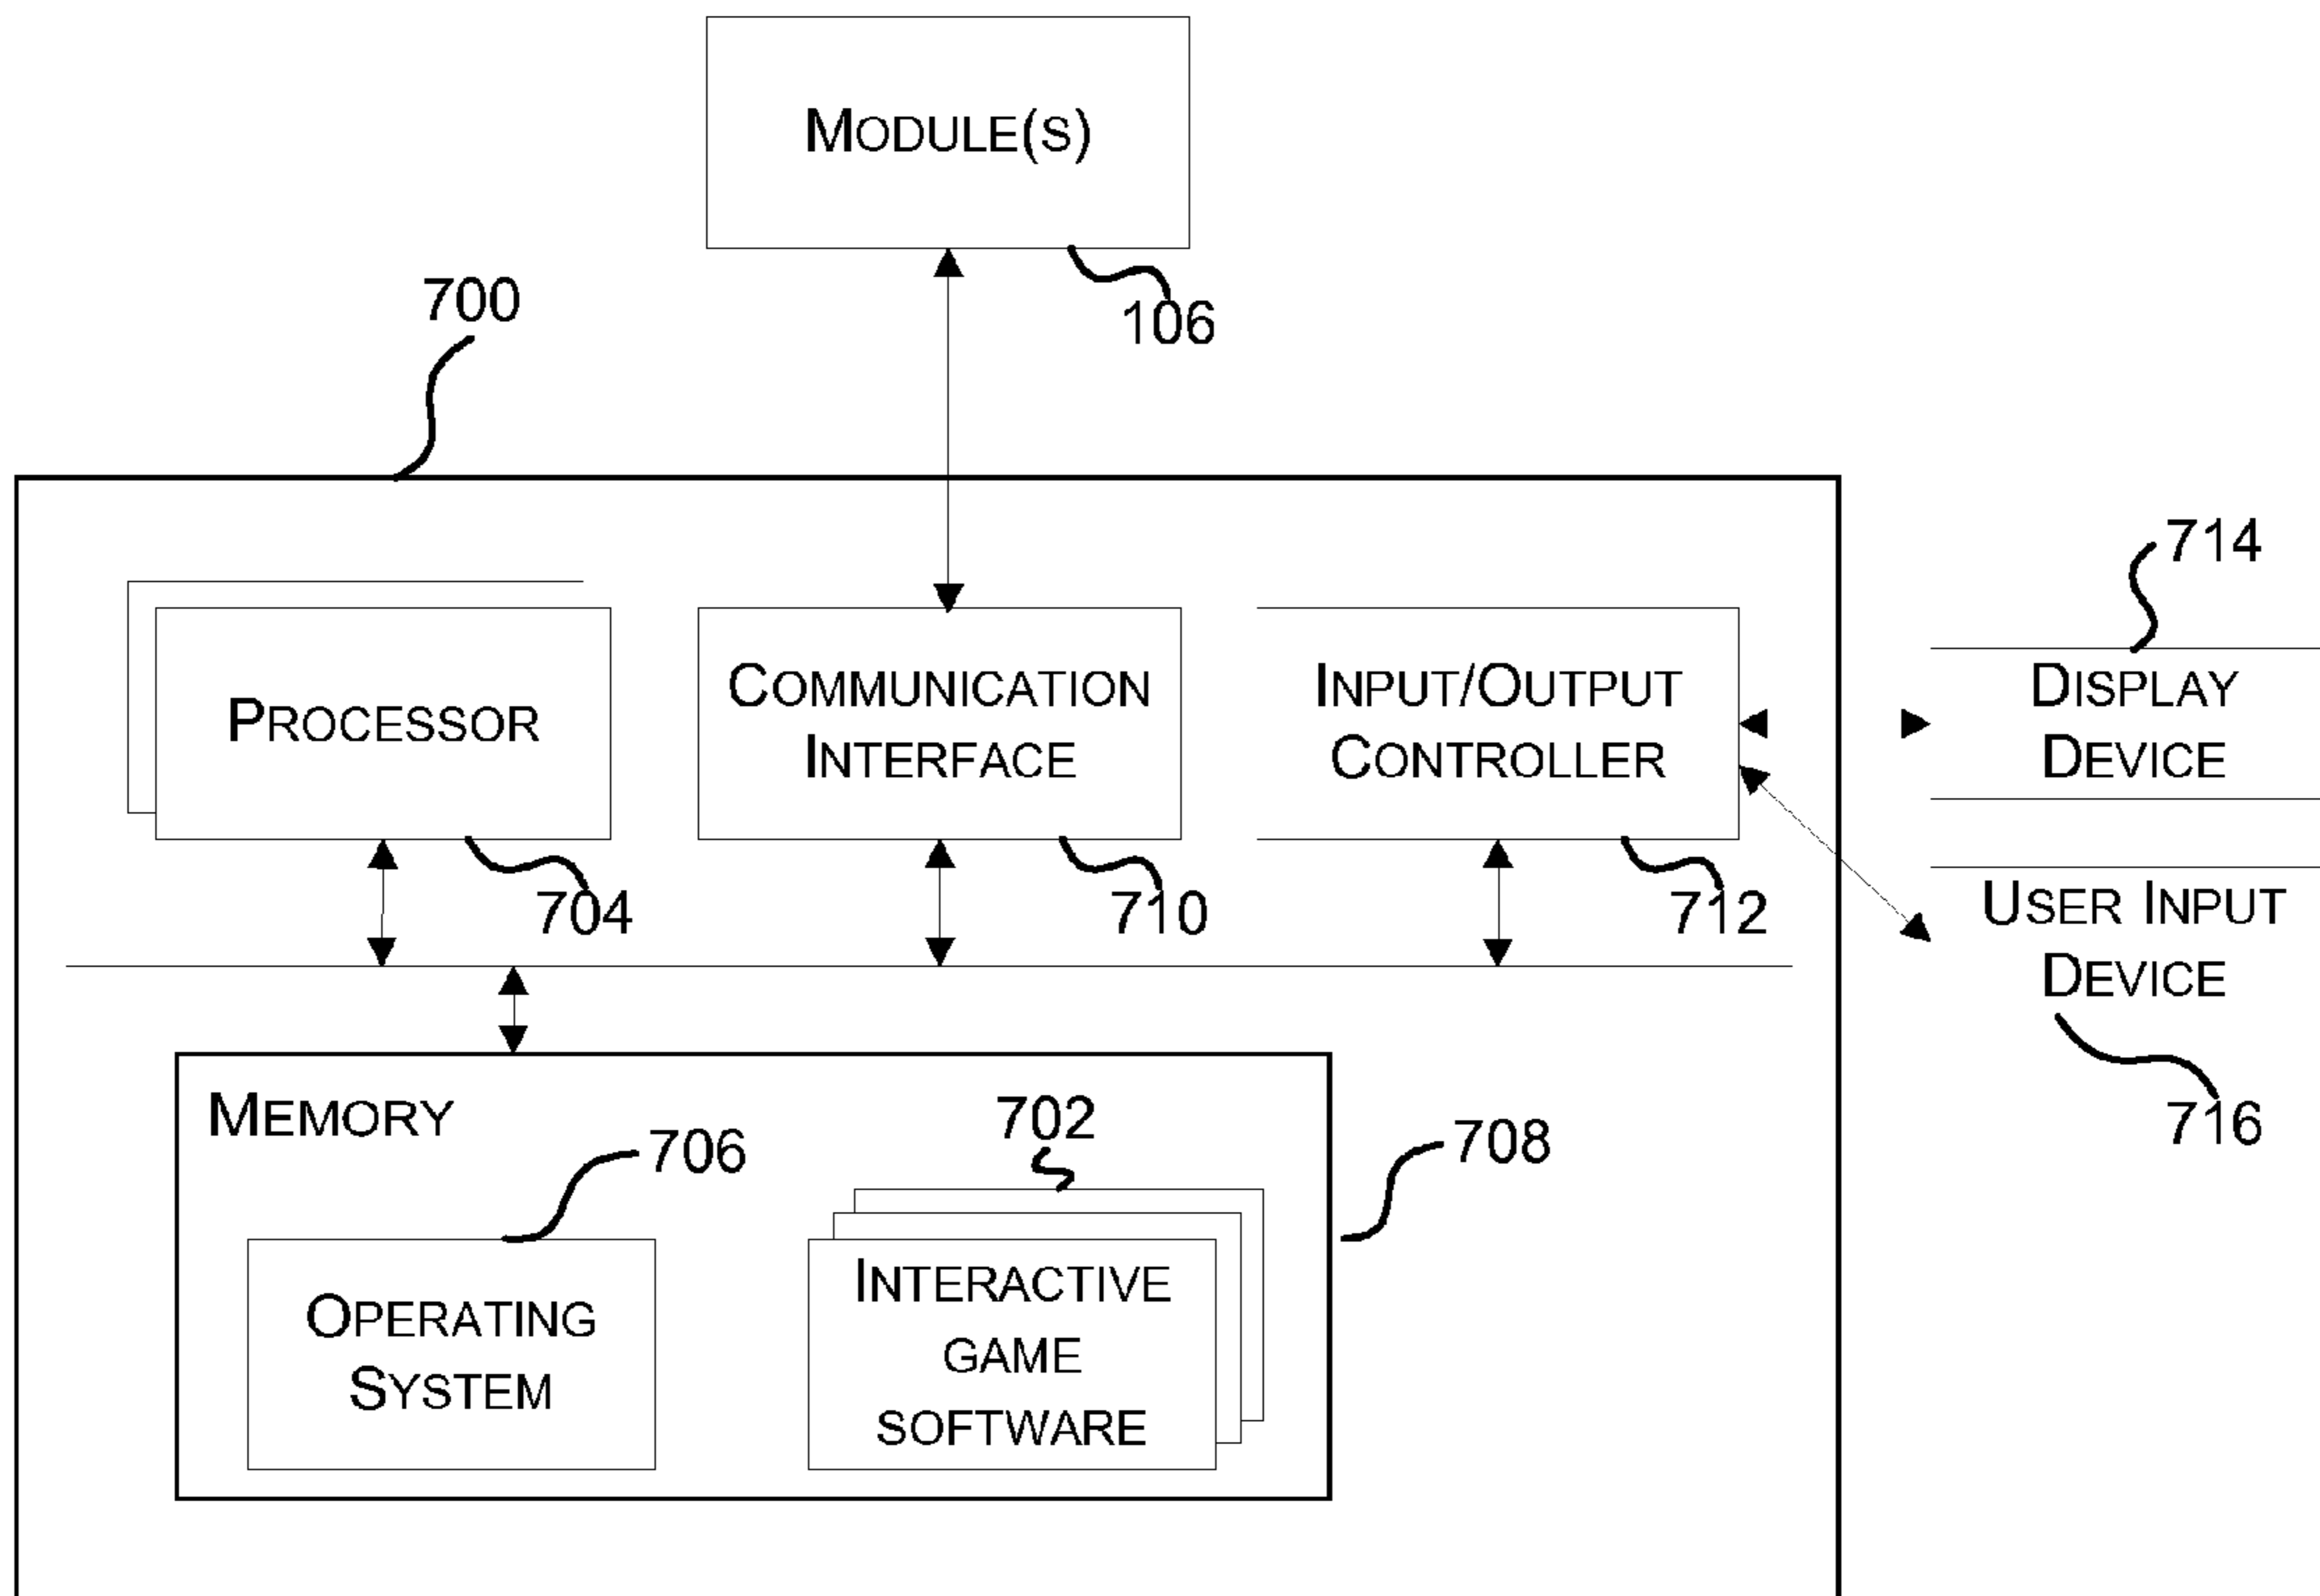 MODULE(S)
106
700
714
PROCESSOR
COMMUNICATION
INTERFACE
INPUT/OUTPUT
CONTROLLER
DISPLAY
DEVICE
704
710
712
USER INPUT
DEVICE
716
MEMORY
706
702
708
OPERATING
SYSTEM
INTERACTIVE
GAME
SOFTWARE